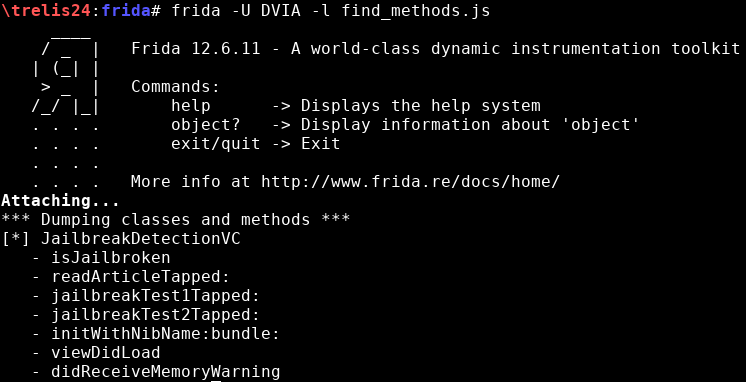 \trelis24:frida# frida -U DVIA -l find_methods.js
     ____
    / _  |   Frida 12.6.11 - A world-class dynamic instrumentation toolkit
   | (_| |
    > _  |   Commands:
   /_/ |_|       help      -> Displays the help system
   . . . .       object?   -> Display information about 'object'
   . . . .       exit/quit -> Exit
   . . . .
   . . . .   More info at http://www.frida.re/docs/home/
Attaching...
*** Dumping classes and methods ***
[*] JailbreakDetectionVC
   - isJailbroken
   - readArticleTapped:
   - jailbreakTest1Tapped:
   - jailbreakTest2Tapped:
   - initWithNibName:bundle:
   - viewDidLoad
   - didReceiveMemoryWarning